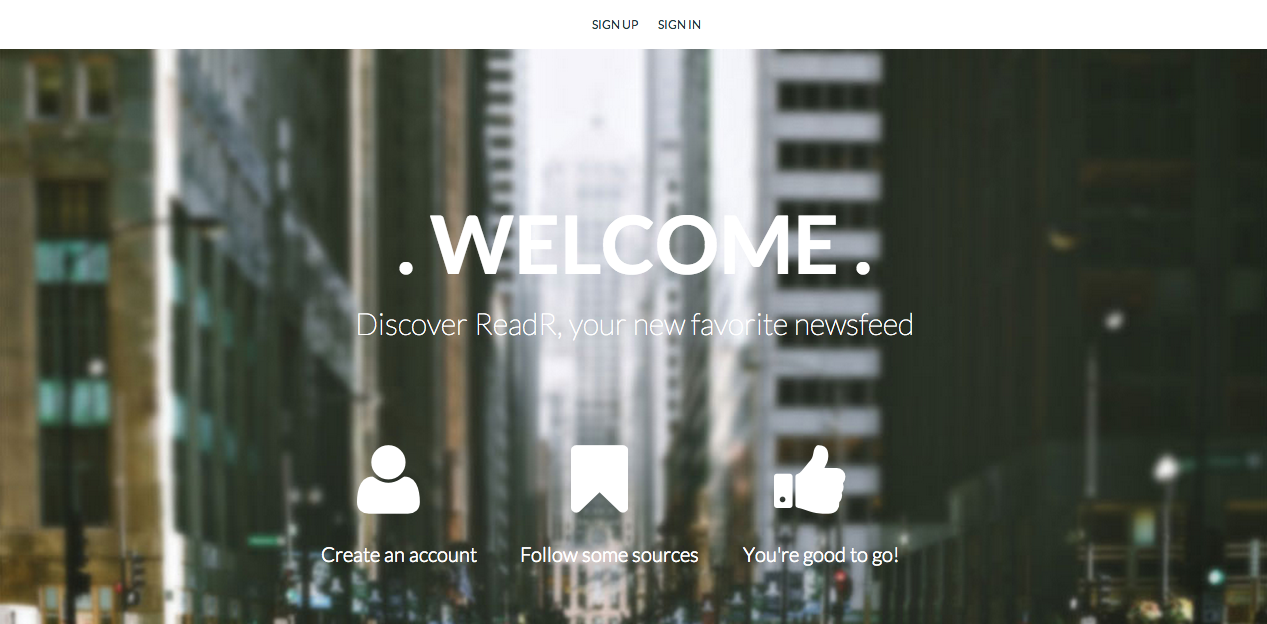 SIGN UP SIGN IN
. WELCOME .
Discover ReadR, your new favorite newsfeed
Create an account Follow some sources You're good to go!